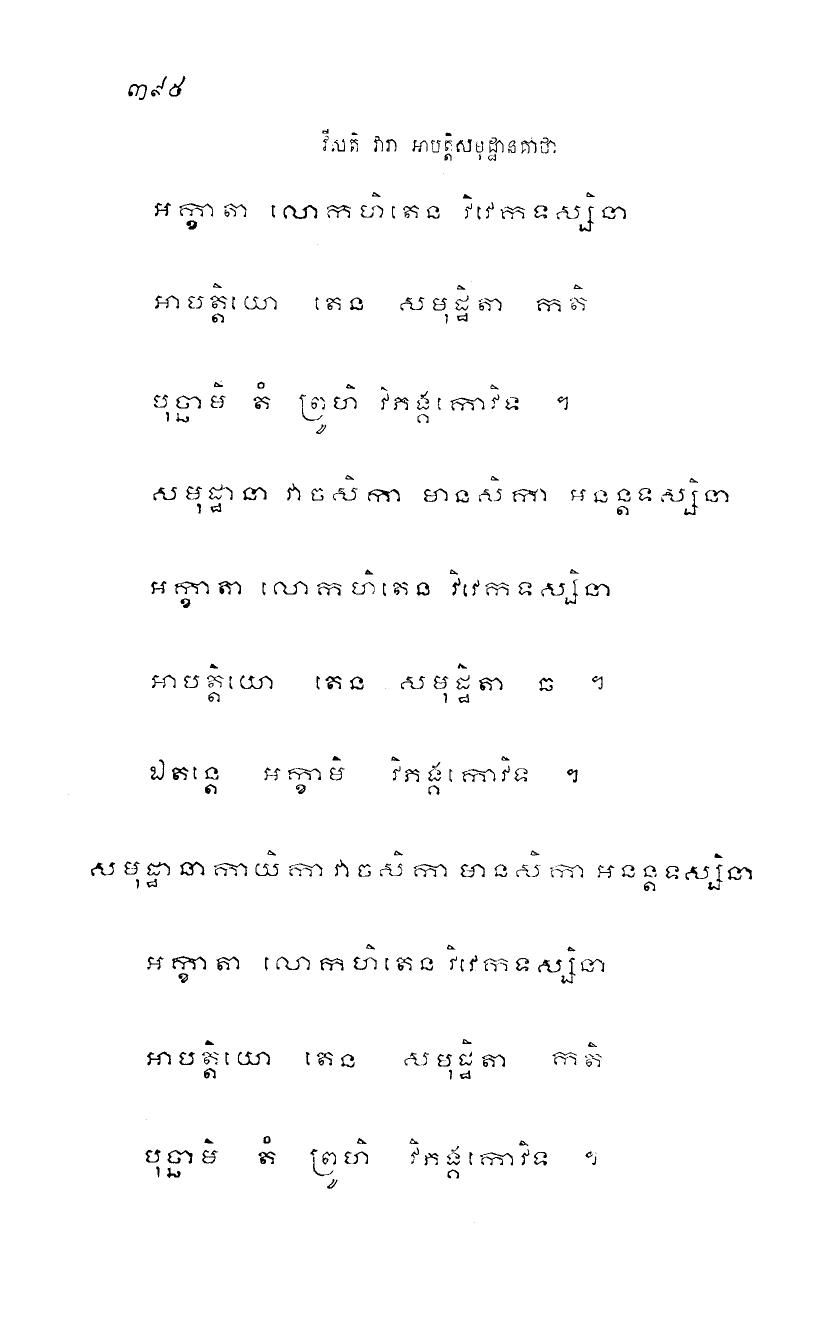 ៣៩៥
វីសតិ វារា អាបត្តិសមុដ្ឋានគាថា
អក្ខាតា លោកហិតេន វិវេកទស្សិនា
អាបត្តិយោ តេន សមុដ្ឋិតា កតិ
បុច្ឆាមិ តំ ព្រូហិ វិភង្គកោវិទ ។
សមុដ្ឋានា វាចសិកា មានសិកា អនន្តទស្សិនា
អក្ខាតា លោកហិតេន វិវេកទស្សិនា
អាបត្តិយោ តេន សមុដ្ឋិតា ឆ ។
ឯតន្តេ អក្ខាមិ វិភង្គកោវិទ ។
សមុដ្ឋានា កាយិកា វាចសិកា មានសិកា អនន្តទស្សិនា
អក្ខាតា លោកហិតេន វិវេកទស្សិនា
អាបត្តិយោ តេន សមុដ្ឋិតា កតិ
បុច្ឆាមិ តំ ព្រូហិ វិភង្គកោវិទ ។